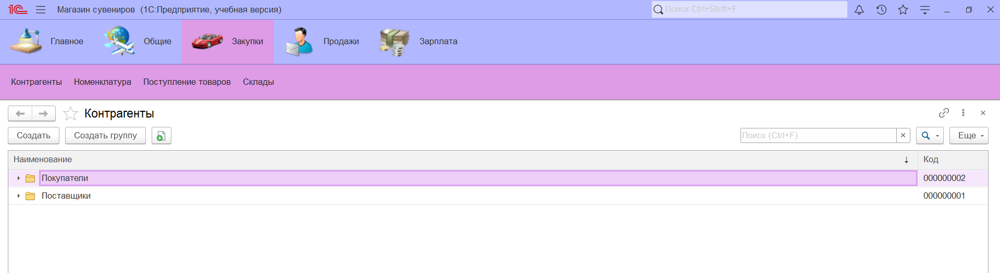 1С Магазин сувениров (1С:Предприятие, учебная версия) Поиск Ctrl+Shift+F
Главное Общие Закупки Продажи Зарплата
Контрагенты Номенклатура Поступление товаров Склады
Контрагенты
Создать Создать группу Поиск (Ctrl+F) × Еще
Наименование ↓ Код
Покупатели 000000002
Поставщики 000000001